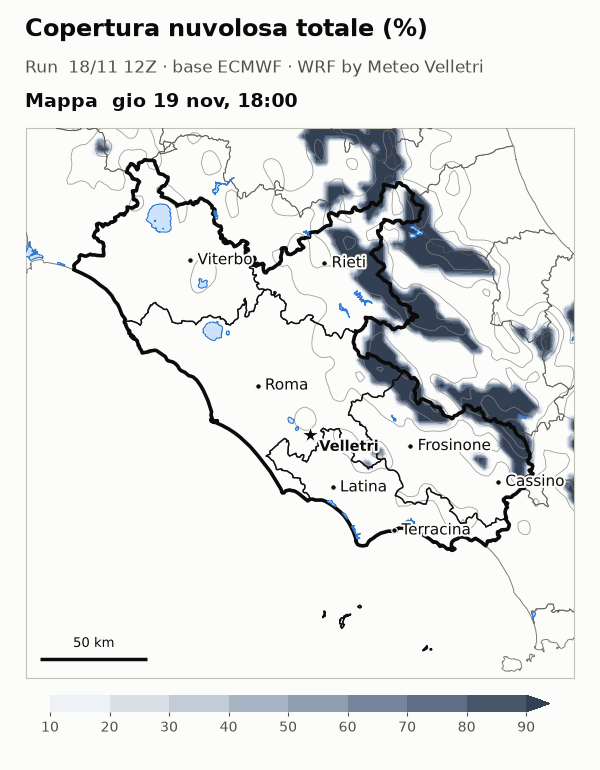 Copertura nuvolosa totale (%)
Run  18/11 12Z · base ECMWF · WRF by Meteo Velletri
Mappa  gio 19 nov, 18:00
Viterbo
Rieti
Roma
Velletri
Frosinone
Cassino
Latina
Terracina
50 km
10 20 30 40 50 60 70 80 90